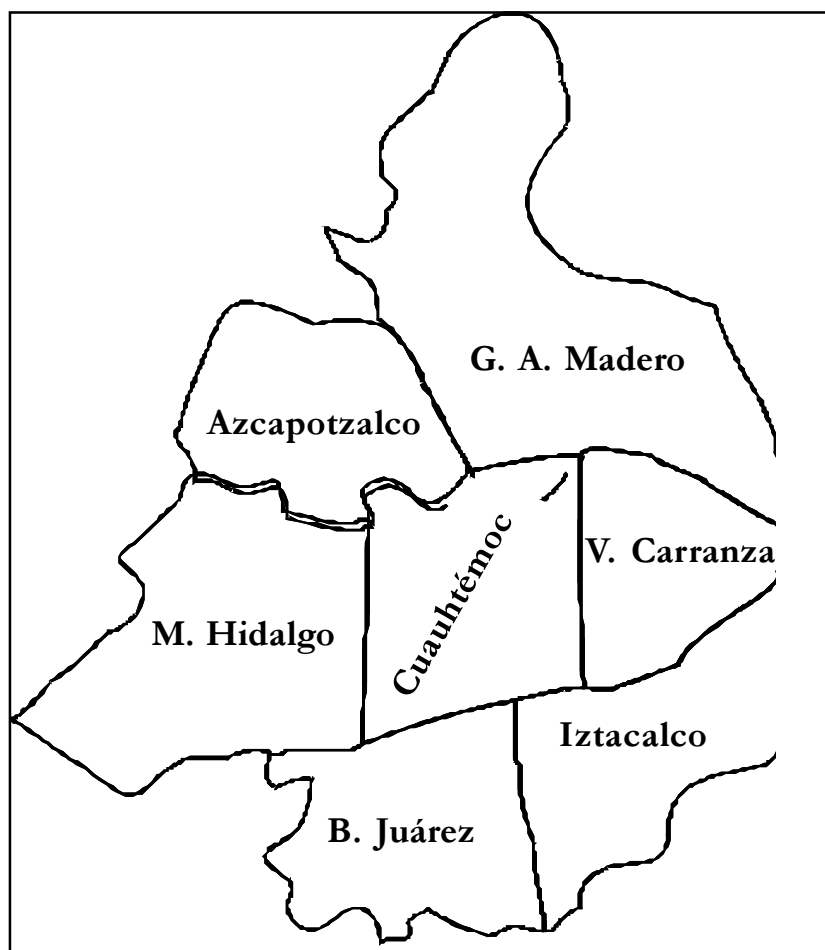 G. A. Madero
Azcapotzalco
Cuauhtémoc
V. Carranza
M. Hidalgo
Iztacalco
B. Juárez